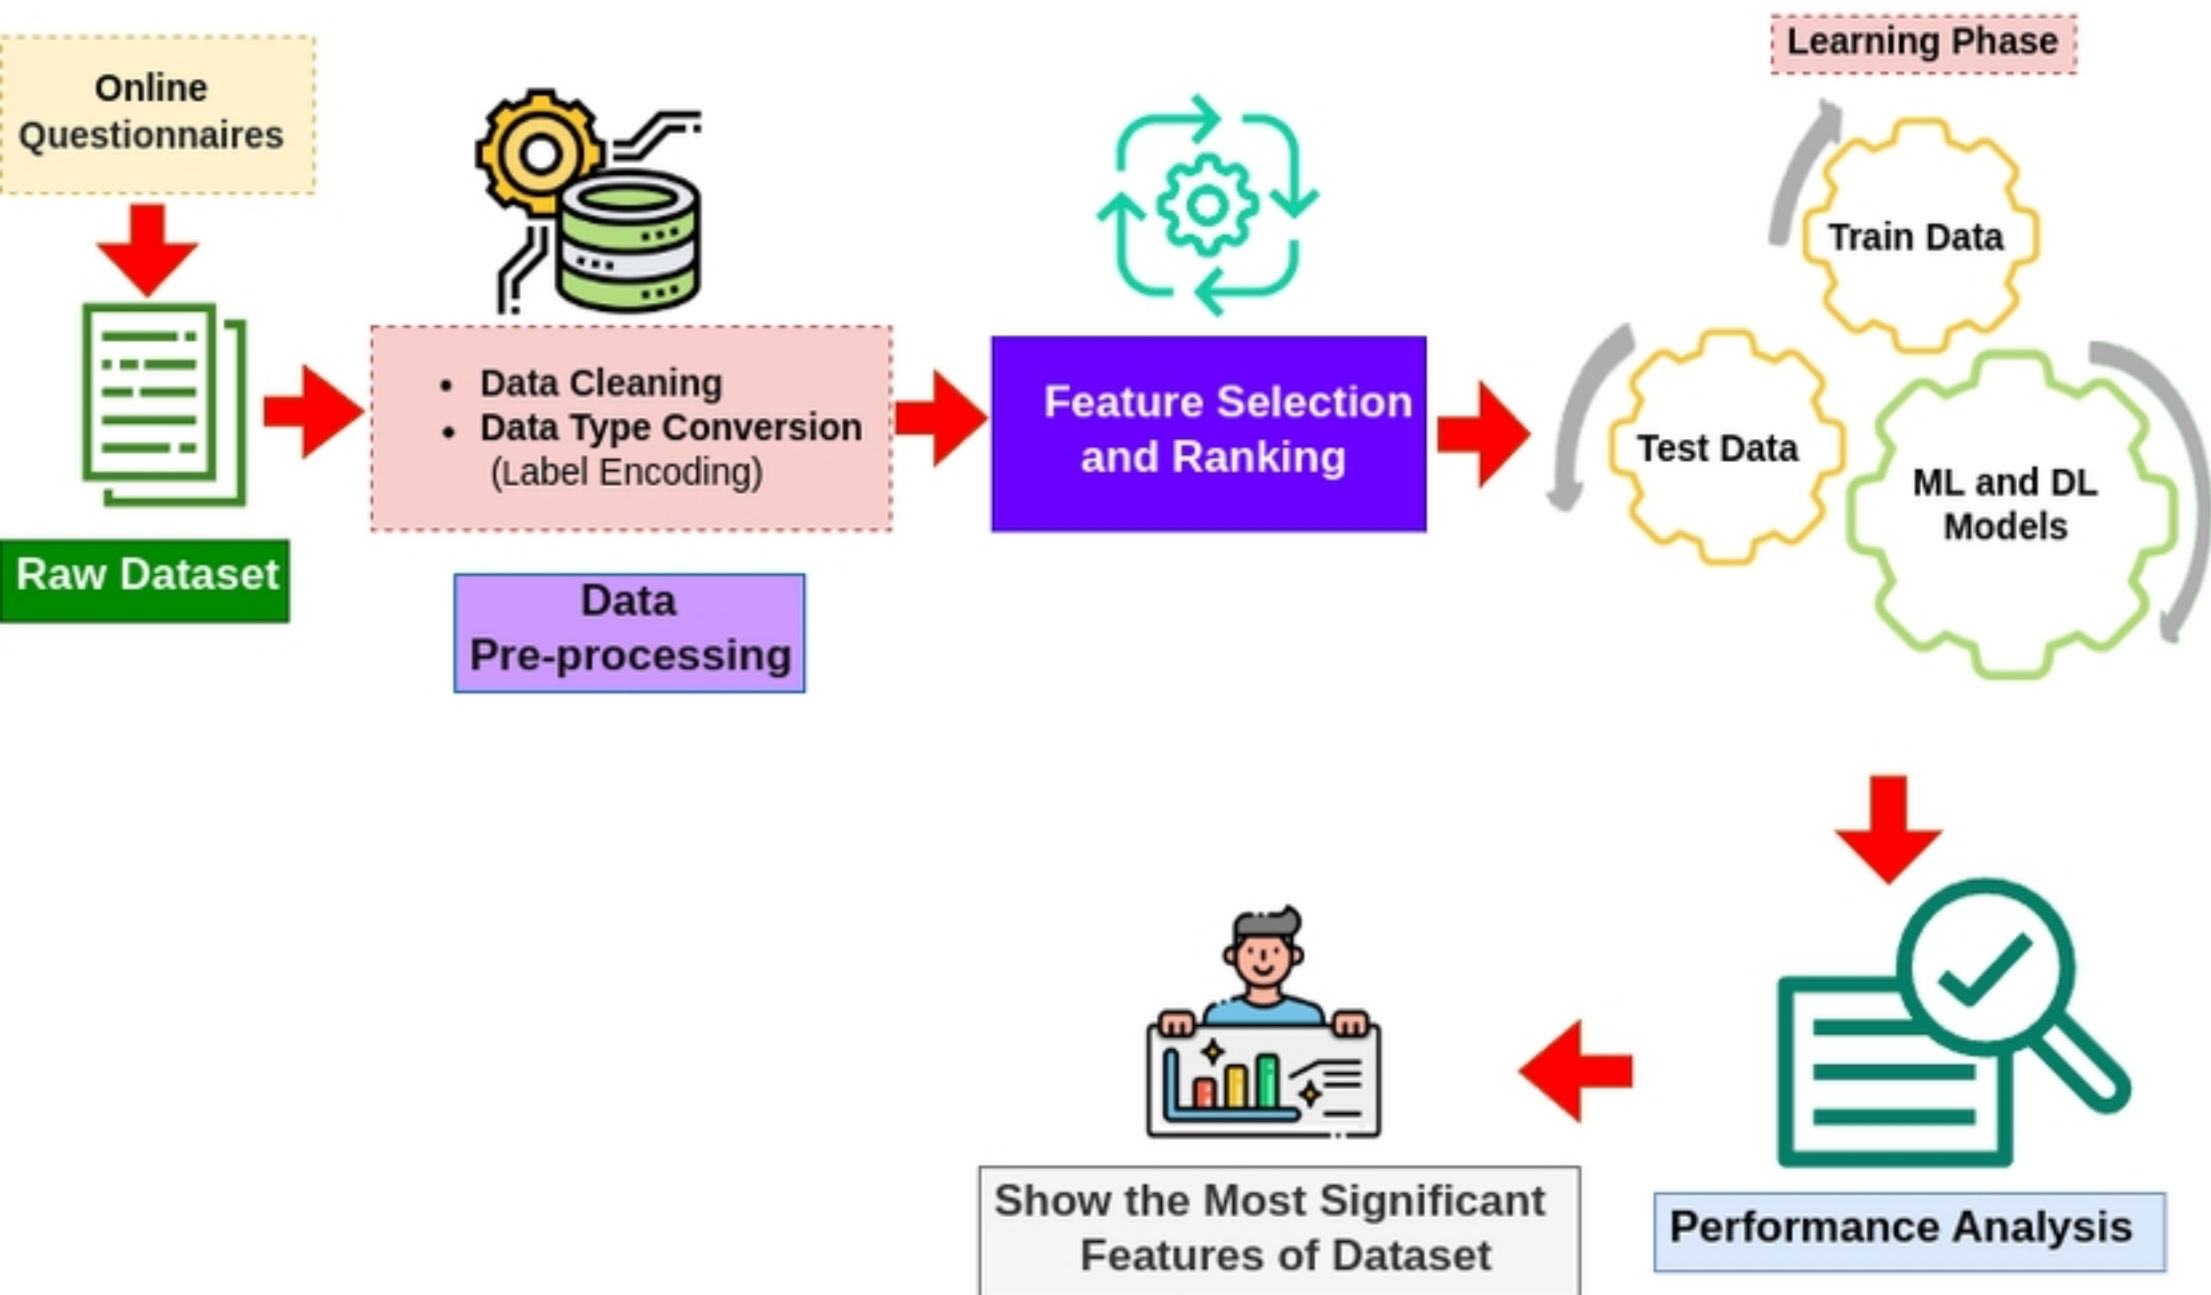 Online
Questionnaires
Raw Dataset
• Data Cleaning
• Data Type Conversion
(Label Encoding)
Data
Pre-processing
Feature Selection
and Ranking
Learning Phase
Train Data
Test Data
ML and DL
Models
Performance Analysis
Show the Most Significant
Features of Dataset